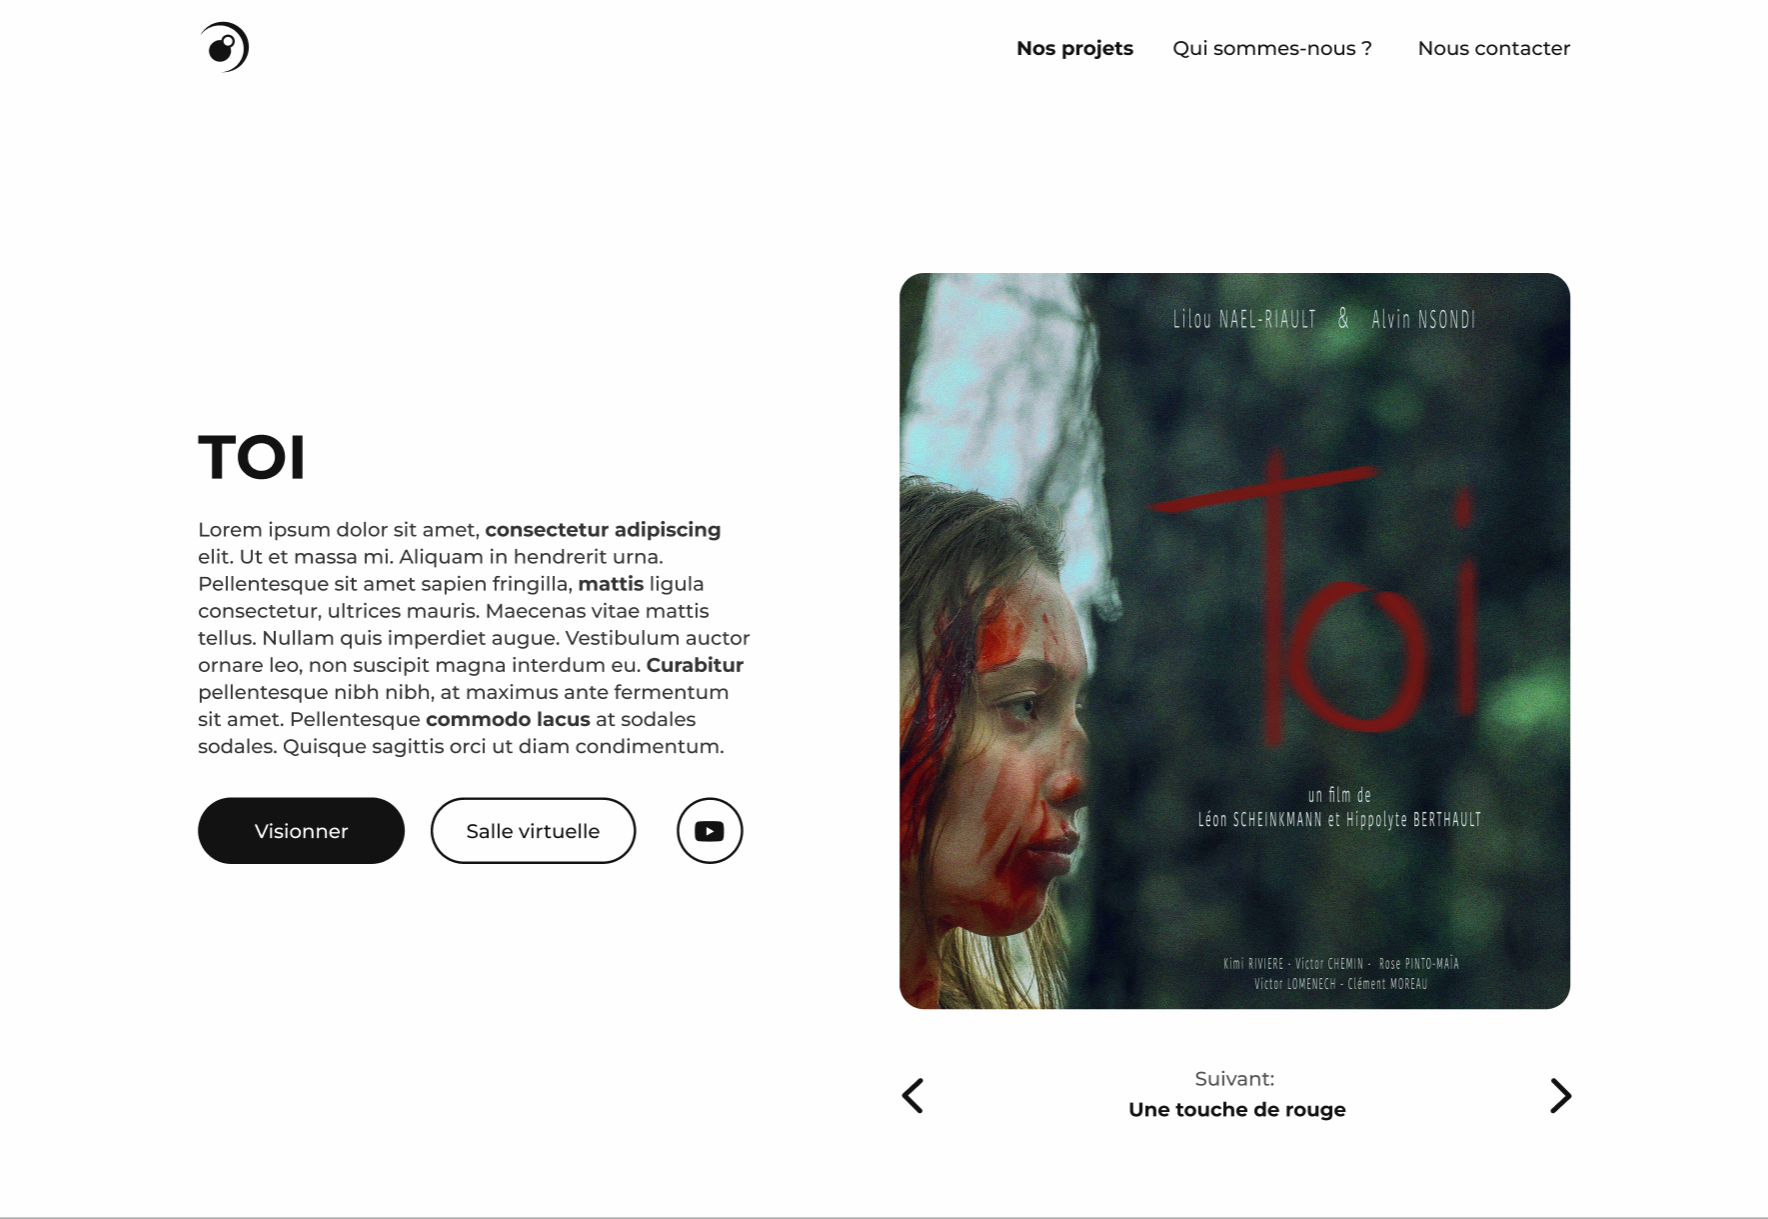 Nos projets
Qui sommes-nous ?
Nous contacter
TOI
Lorem ipsum dolor sit amet, consectetur adipiscing
elit. Ut et massa mi. Aliquam in hendrerit urna.
Pellentesque sit amet sapien fringilla, mattis ligula
consectetur, ultrices mauris. Maecenas vitae mattis
tellus. Nullam quis imperdiet augue. Vestibulum auctor
ornare leo, non suscipit magna interdum eu. Curabitur
pellentesque nibh nibh, at maximus ante fermentum
sit amet. Pellentesque commodo lacus at sodales
sodales. Quisque sagittis orci ut diam condimentum.
Visionner
Salle virtuelle
Lilou NAEL-RIAULT & Alvin NSONDI
Toi
un film de
Léon SCHEINKMANN et Hippolyte BERTHAULT
Kimi RIVIERE - Victor CHEMIN - Rose PINTO-MAÏA
Victor LOMENECH - Clément MOREAU
Suivant:
Une touche de rouge